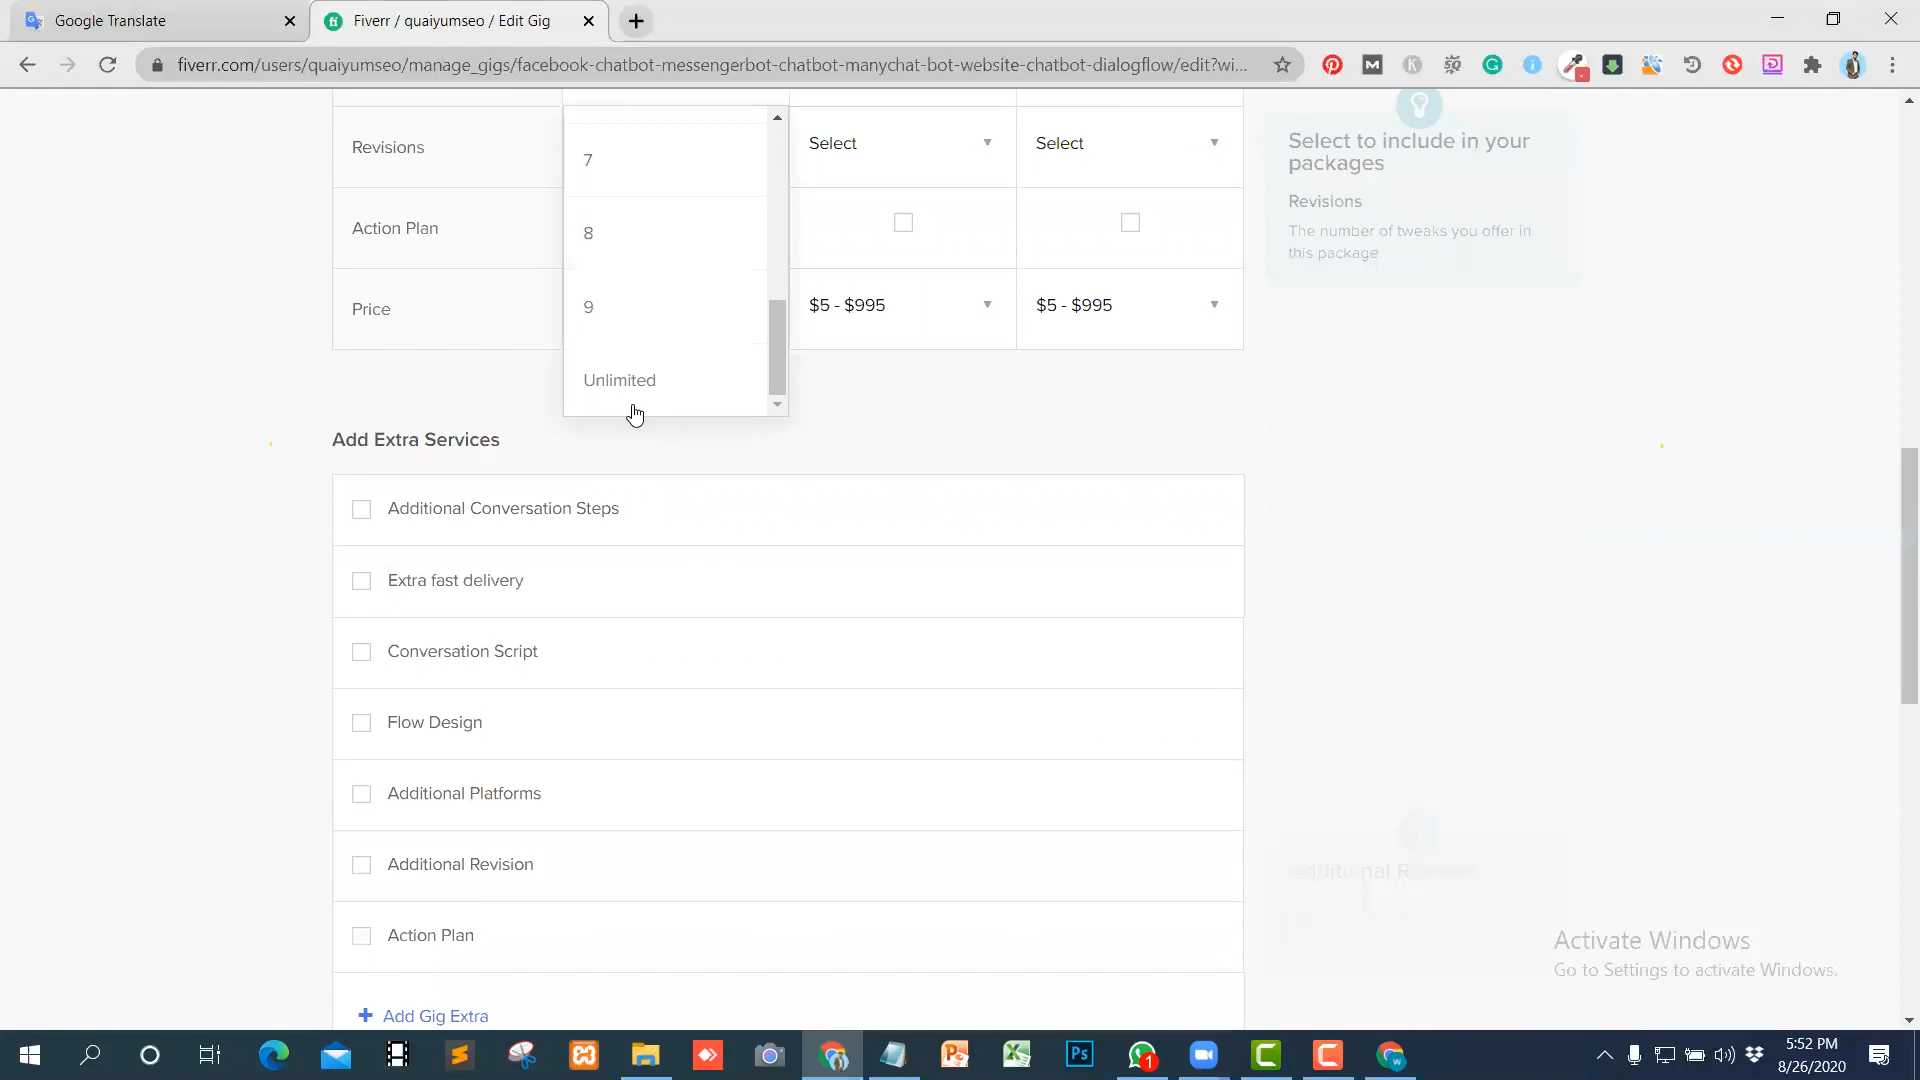 Google Translate
Fiverr / quaiyumseo / Edit Gig
fiverr.com/users/quaiyumseo/manage_gigs/facebook-chatbot-messengerbot-chatbot-manychat-bot-website-chatbot-dialogflow/edit?wi...
Revisions
7
Select
Select
Action Plan
8
Price
9
$5 - $995
$5 - $995
Unlimited
Select to include in your
packages
Revisions
The number of tweaks you offer in
this package.
Add Extra Services
Additional Conversation Steps
Extra fast delivery
Conversation Script
Flow Design
Additional Platforms
Additional Revision
Action Plan
+ Add Gig Extra
Activate Windows
Go to Settings to activate Windows.
5:52 PM
8/26/2020